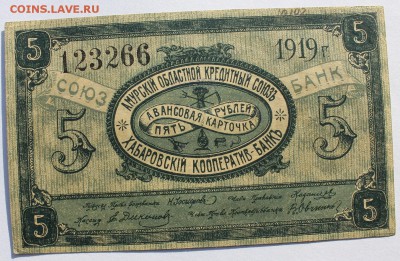 COINS.LAVE.RU
5 5
123266 1919 г
АМУРСКИЙ ОБЛАСТНОЙ КРЕДИТНЫЙ СОЮЗЪ
СОЮЗ БАНК
АВАНСОВАЯ КАРТОЧКА
5 ПЯТЬ РУБЛЕЙ 5
ХАБАРОВСКІЙ КООПЕРАТИВ-БАНКЪ
5 5